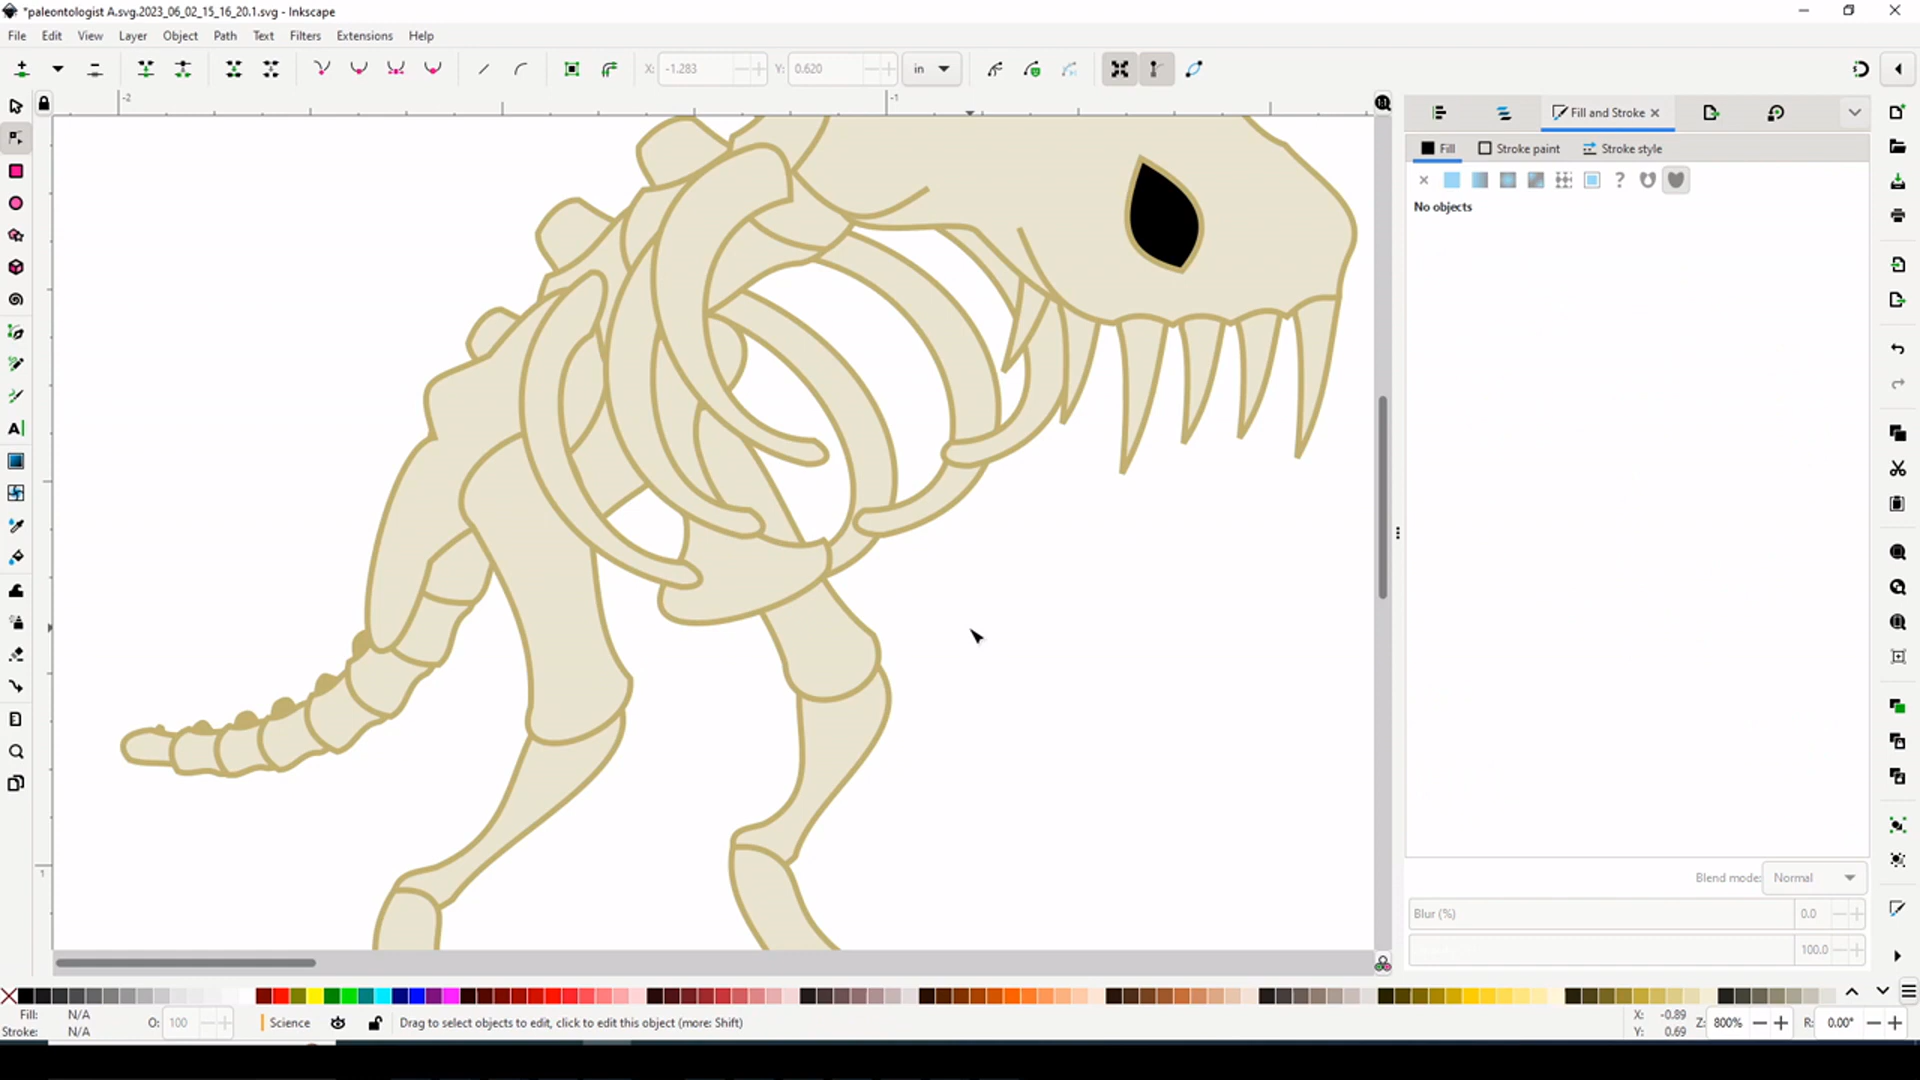 *paleontologist A.svg.2023_06_02_15_16_20.1.svg - Inkscape
File Edit View Layer Object Path Text Filters Extensions Help
X: -1.283 Y: 0.620 in
-2 -1
Fill and Stroke
Fill Stroke paint Stroke style
?
No objects
A
1
Blend mode: Normal
Blur (%) 0.0
100.0
Fill: N/A
Stroke: N/A
O: 100
Science
Drag to select objects to edit, click to edit this object (more: Shift)
X: -0.89
Y: 0.69
Z: 800%
R: 0.00°